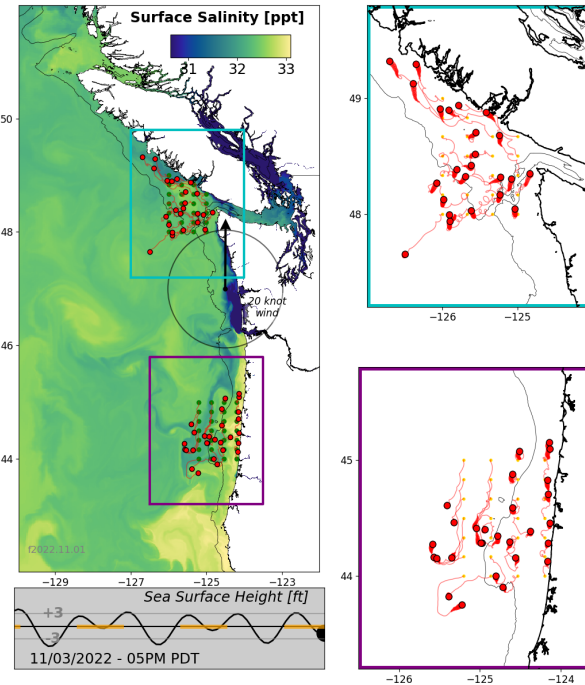 Surface Salinity [ppt]
31 32 33
50
48
46
44
−129 −127 −125 −123
20 knot
wind
f2022.11.01
Sea Surface Height [ft]
+3
-3
11/03/2022 - 05PM PDT
49
48
−126 −125
45
44
−126 −125 −124